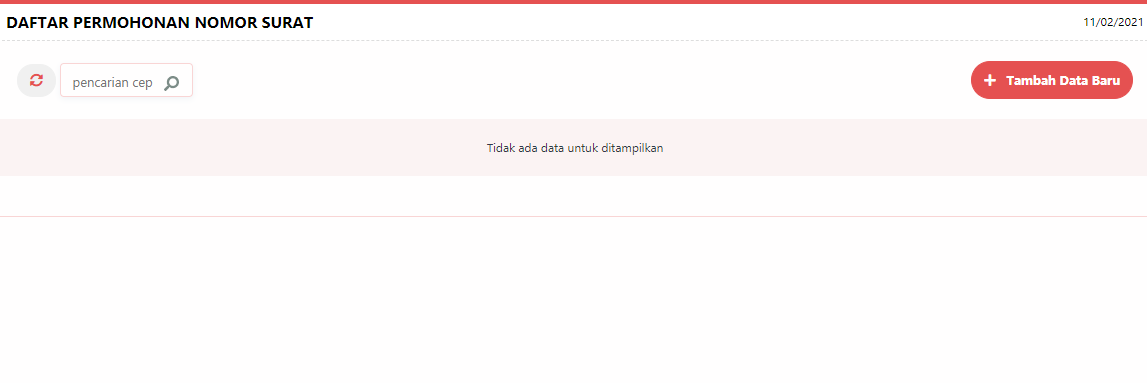 DAFTAR PERMOHONAN NOMOR SURAT
11/02/2021
pencarian cep
Tambah Data Baru
Tidak ada data untuk ditampilkan